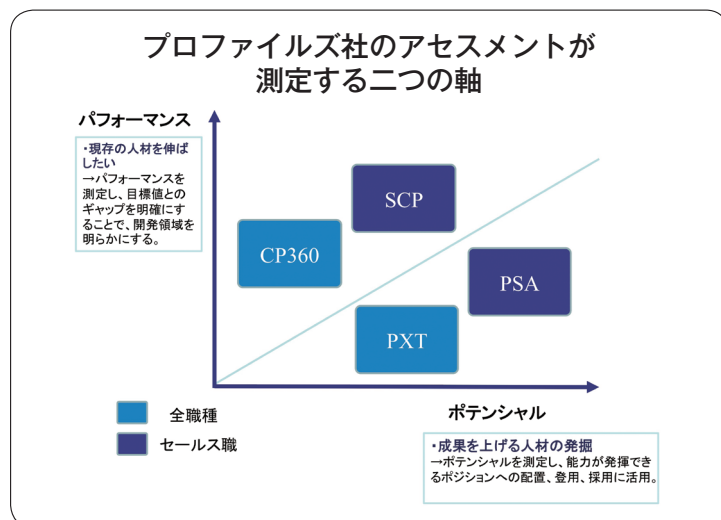 プロファイルズ社のアセスメントが
測定する二つの軸
パフォーマンス
・現存の人材を伸ば
したい
→パフォーマンスを
測定し、目標値との
ギャップを明確にす
ることで、開発領域を
明らかにする。
SCP
CP360
PSA
PXT
全職種
セールス職
ポテンシャル
・成果を上げる人材の発掘
→ポテンシャルを測定し、能力が発揮でき
るポジションへの配置、登用、採用に活用。